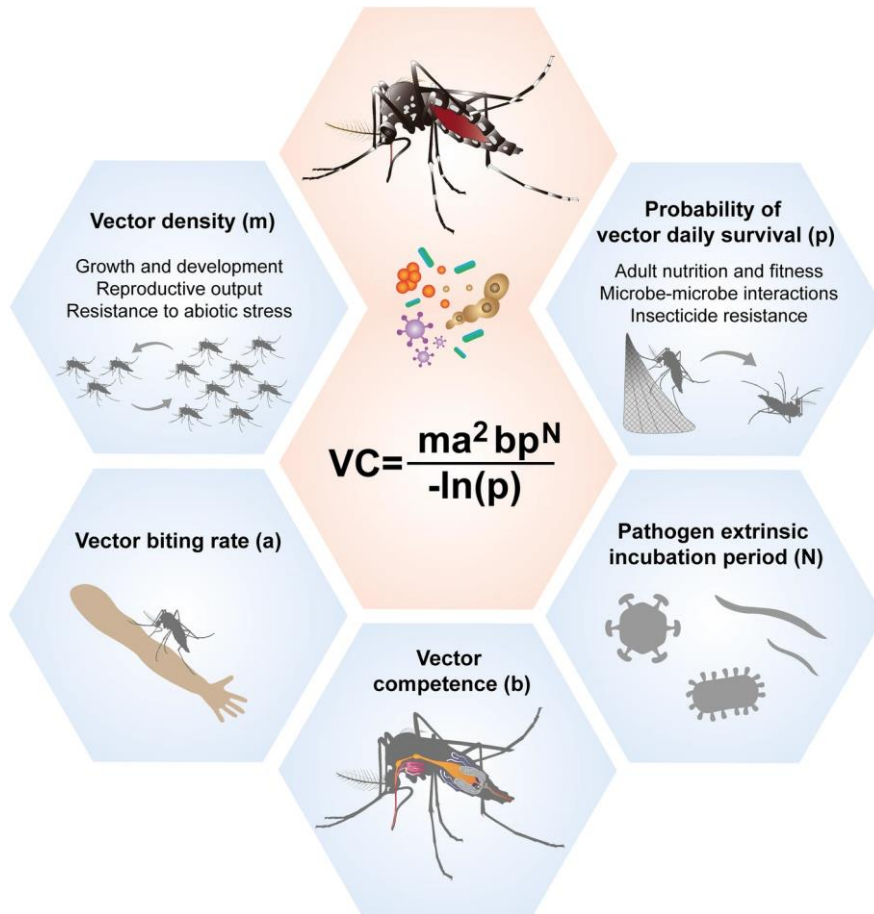 Vector density (m)
Growth and development
Reproductive output
Resistance to abiotic stress
Probability of
vector daily survival (p)
Adult nutrition and fitness
Microbe-microbe interactions
Insecticide resistance
VC= ma² bpᴺ
-ln(p)
Vector biting rate (a)
Pathogen extrinsic
incubation period (N)
Vector
competence (b)